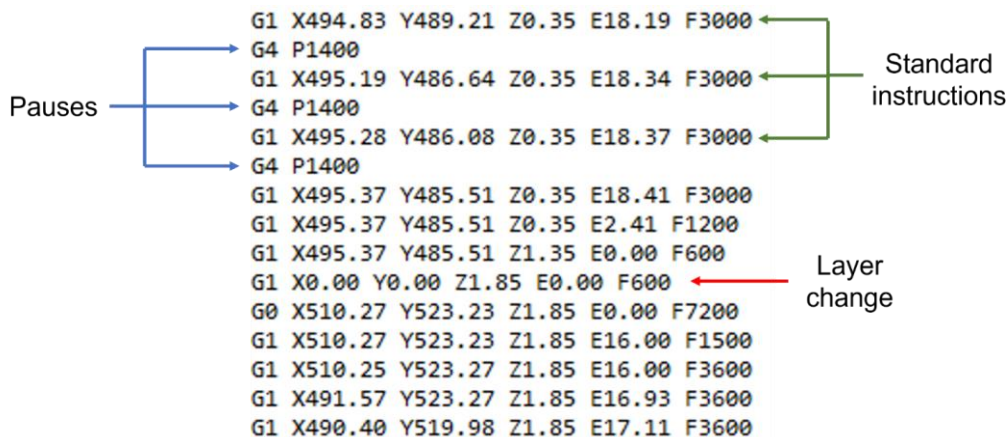 G1 X494.83 Y489.21 Z0.35 E18.19 F3000
G4 P1400
G1 X495.19 Y486.64 Z0.35 E18.34 F3000
G4 P1400
G1 X495.28 Y486.08 Z0.35 E18.37 F3000
G4 P1400
G1 X495.37 Y485.51 Z0.35 E18.41 F3000
G1 X495.37 Y485.51 Z0.35 E2.41 F1200
G1 X495.37 Y485.51 Z1.35 E0.00 F600
G1 X0.00 Y0.00 Z1.85 E0.00 F600
G0 X510.27 Y523.23 Z1.85 E0.00 F7200
G1 X510.27 Y523.23 Z1.85 E16.00 F1500
G1 X510.25 Y523.27 Z1.85 E16.00 F3600
G1 X491.57 Y523.27 Z1.85 E16.93 F3600
G1 X490.40 Y519.98 Z1.85 E17.11 F3600
Pauses
Standard
instructions
Layer
change